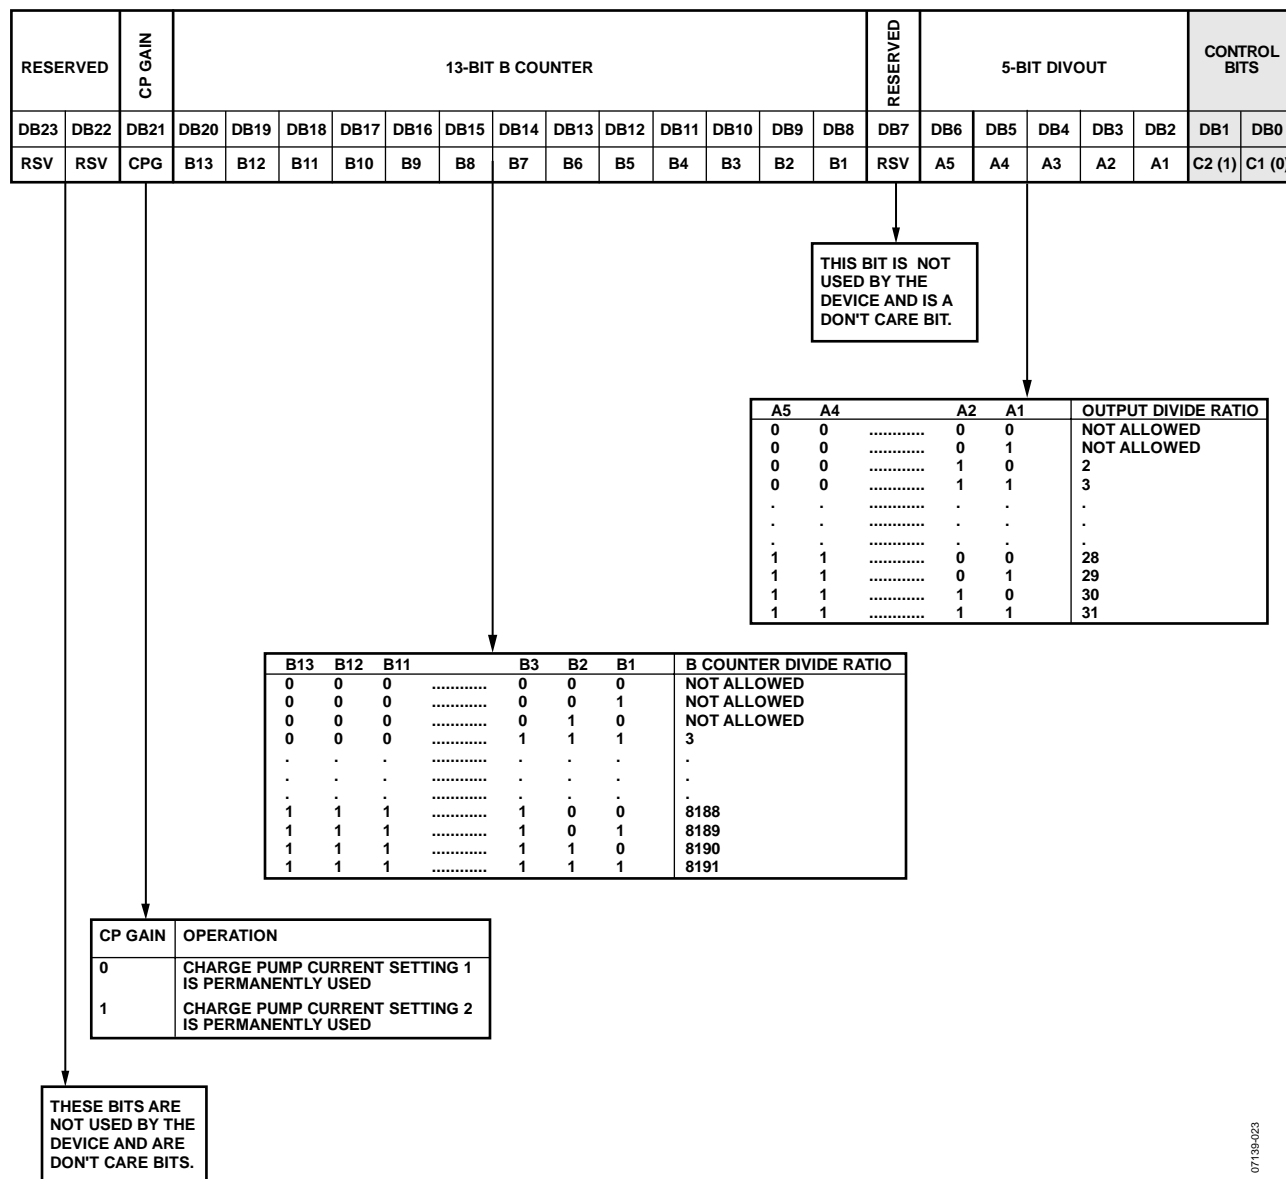 RESERVED CP GAIN 13-BIT B COUNTER RESERVED 5-BIT DIVOUT CONTROL BITS
DB23 DB22 DB21 DB20 DB19 DB18 DB17 DB16 DB15 DB14 DB13 DB12 DB11 DB10 DB9 DB8 DB7 DB6 DB5 DB4 DB3 DB2 DB1 DB0
RSV RSV CPG B13 B12 B11 B10 B9 B8 B7 B6 B5 B4 B3 B2 B1 RSV A5 A4 A3 A2 A1 C2 (1) C1 (0)
THIS BIT IS NOT
USED BY THE
DEVICE AND IS A
DON'T CARE BIT.
A5 A4 A2 A1 OUTPUT DIVIDE RATIO
0 0 ............ 0 0 NOT ALLOWED
0 0 ............ 0 1 NOT ALLOWED
0 0 ............ 1 0 2
0 0 ............ 1 1 3
. . ............ . . .
. . ............ . . .
. . ............ . . .
1 1 ............ 0 0 28
1 1 ............ 0 1 29
1 1 ............ 1 0 30
1 1 ............ 1 1 31
B13 B12 B11 B3 B2 B1 B COUNTER DIVIDE RATIO
0 0 0 ............ 0 0 0 NOT ALLOWED
0 0 0 ............ 0 0 1 NOT ALLOWED
0 0 0 ............ 0 1 0 NOT ALLOWED
0 0 0 ............ 1 1 1 3
. . . ............ . . . .
. . . ............ . . . .
. . . ............ . . . .
1 1 1 ............ 1 0 0 8188
1 1 1 ............ 1 0 1 8189
1 1 1 ............ 1 1 0 8190
1 1 1 ............ 1 1 1 8191
CP GAIN OPERATION
0 CHARGE PUMP CURRENT SETTING 1
IS PERMANENTLY USED
1 CHARGE PUMP CURRENT SETTING 2
IS PERMANENTLY USED
THESE BITS ARE
NOT USED BY THE
DEVICE AND ARE
DON'T CARE BITS.
07139-023